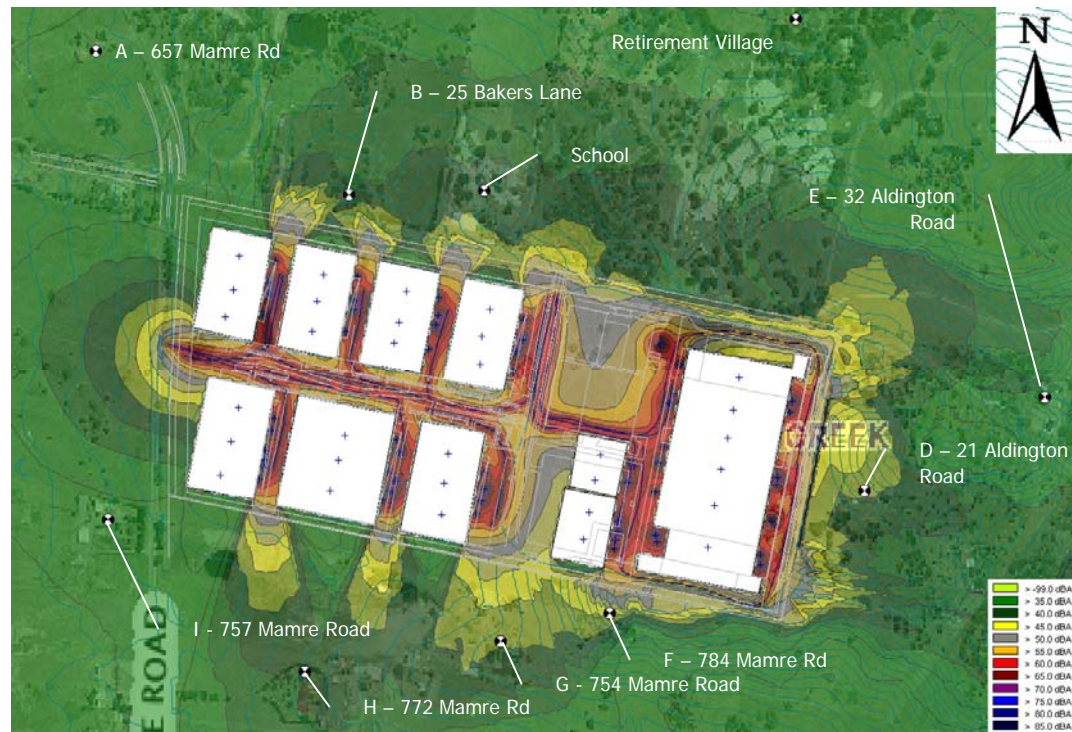 A – 657 Mamre Rd
Retirement Village
N
B – 25 Bakers Lane
School
E – 32 Aldington
Road
GREEK
D – 21 Aldington
Road
I - 757 Mamre Road
F – 784 Mamre Rd
G - 754 Mamre Road
H – 772 Mamre Rd
E ROAD
> -99.0 dBA
> 35.0 dBA
> 40.0 dBA
> 45.0 dBA
> 50.0 dBA
> 55.0 dBA
> 60.0 dBA
> 65.0 dBA
> 70.0 dBA
> 75.0 dBA
> 80.0 dBA
> 85.0 dBA